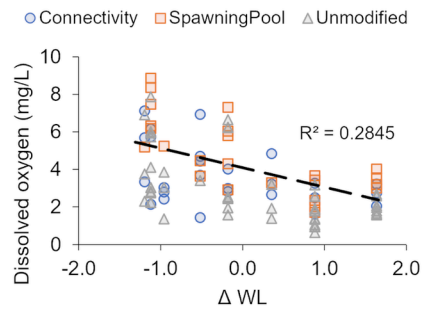 Connectivity SpawningPool Unmodified
Dissolved oxygen (mg/L)
10
8
6
4
2
0
R² = 0.2845
-2.0 -1.0 0.0 1.0 2.0
Δ WL